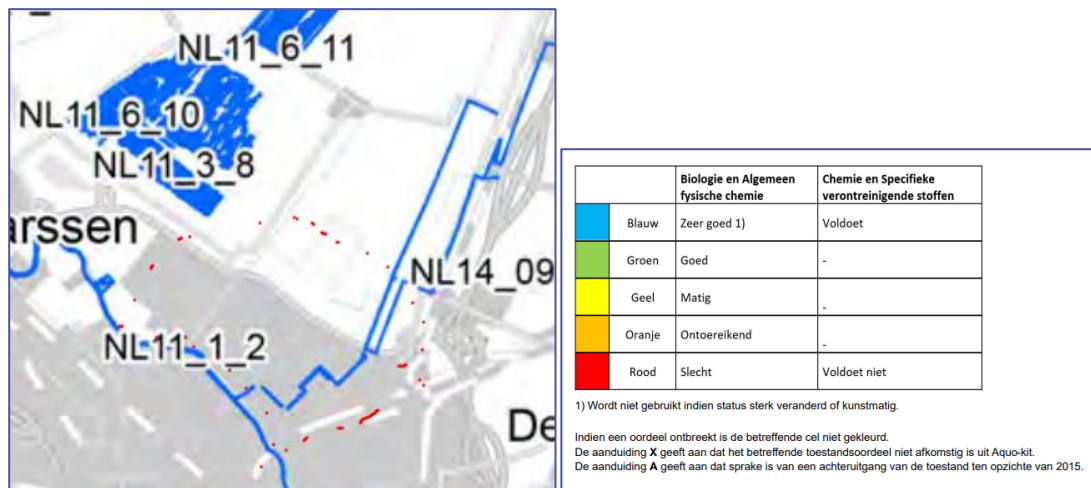 NL11_6_11
NL11_6_10
NL11_3_8
arssen
NL14_09
NL11_1_2
De
Biologie en Algemeen fysische chemie
Chemie en Specifieke verontreinigende stoffen
Blauw Zeer goed 1) Voldoet
Groen Goed -
Geel Matig -
Oranje Ontoereikend -
Rood Slecht Voldoet niet
1) Wordt niet gebruikt indien status sterk veranderd of kunstmatig.
Indien een oordeel ontbreekt is de betreffende cel niet gekleurd.
De aanduiding X geeft aan dat het betreffende toestandsoordeel niet afkomstig is uit Aquo-kit.
De aanduiding A geeft aan dat sprake is van een achteruitgang van de toestand ten opzichte van 2015.